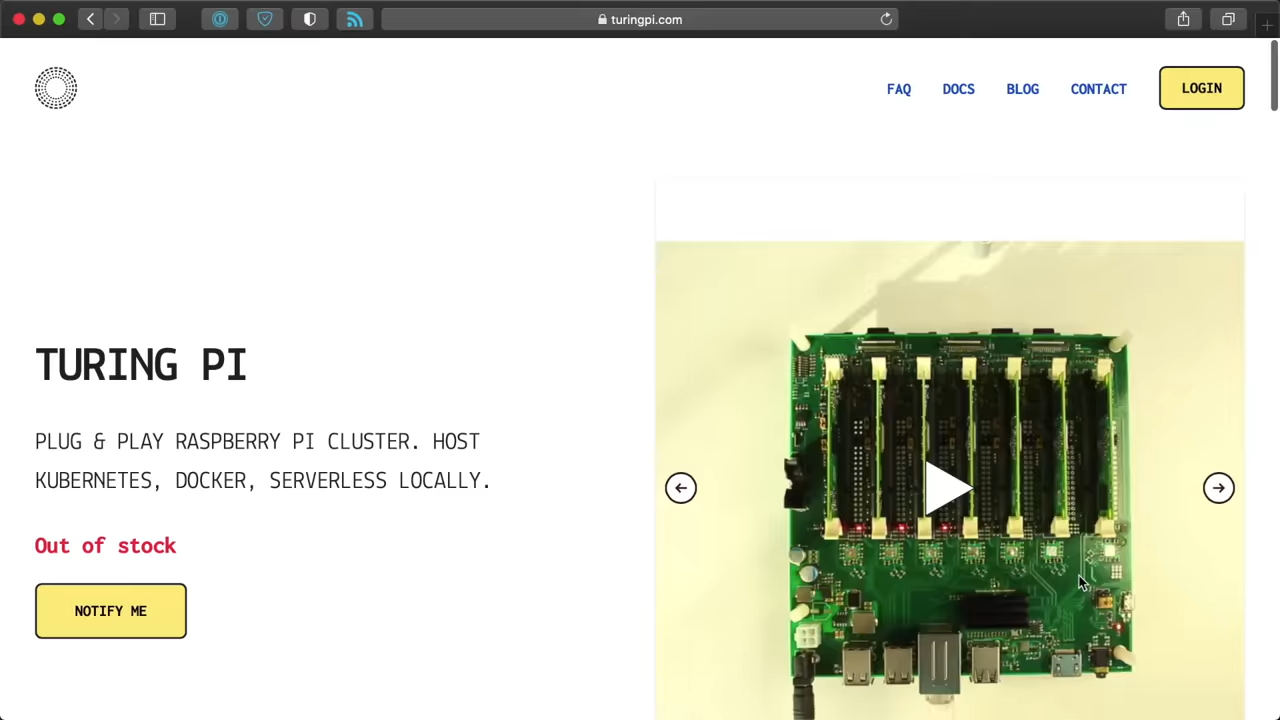 turingpi.com
FAQ DOCS BLOG CONTACT LOGIN
TURING PI
PLUG & PLAY RASPBERRY PI CLUSTER. HOST
KUBERNETES, DOCKER, SERVERLESS LOCALLY.
Out of stock
NOTIFY ME